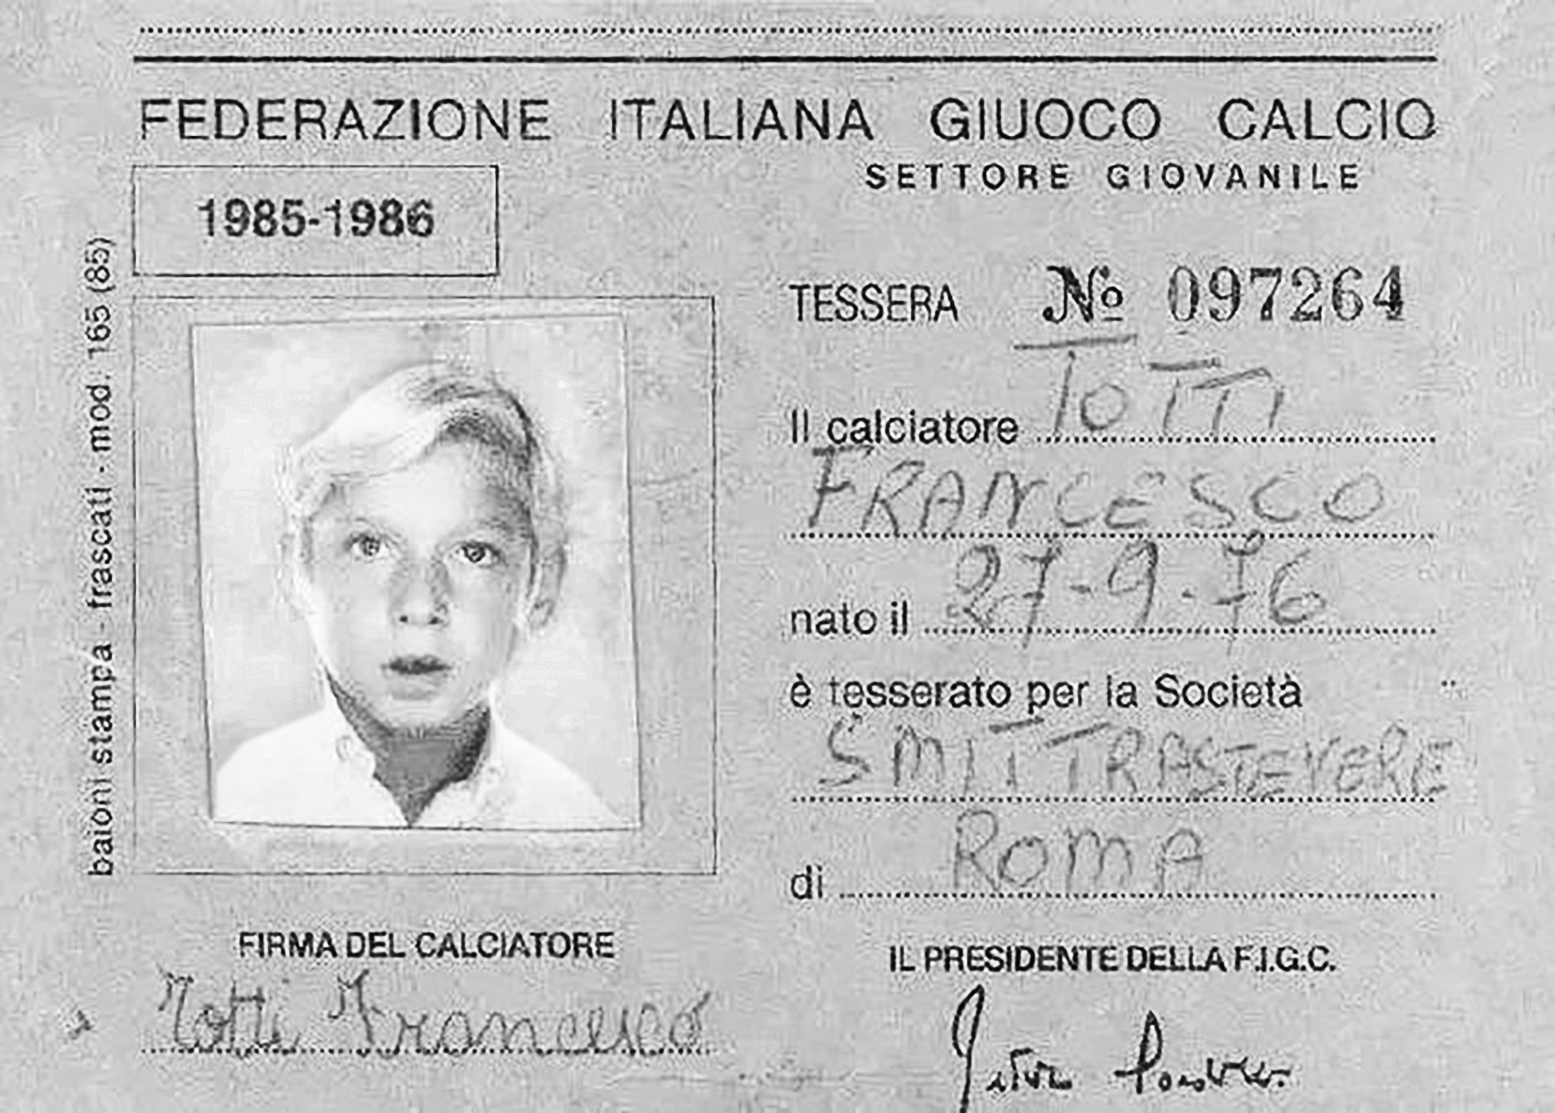 FEDERAZIONE ITALIANA GIUOCO CALCIO
SETTORE GIOVANILE
1985-1986
baioni stampa - frascati - mod. 165 (85)
TESSERA № 097264
Il calciatore TOTTI
FRANCESCO
nato il 27-9-76
è tesserato per la Società
SMIT TRASTEVERE
di ROMA
FIRMA DEL CALCIATORE
Totti Francesco
IL PRESIDENTE DELLA F.I.G.C.